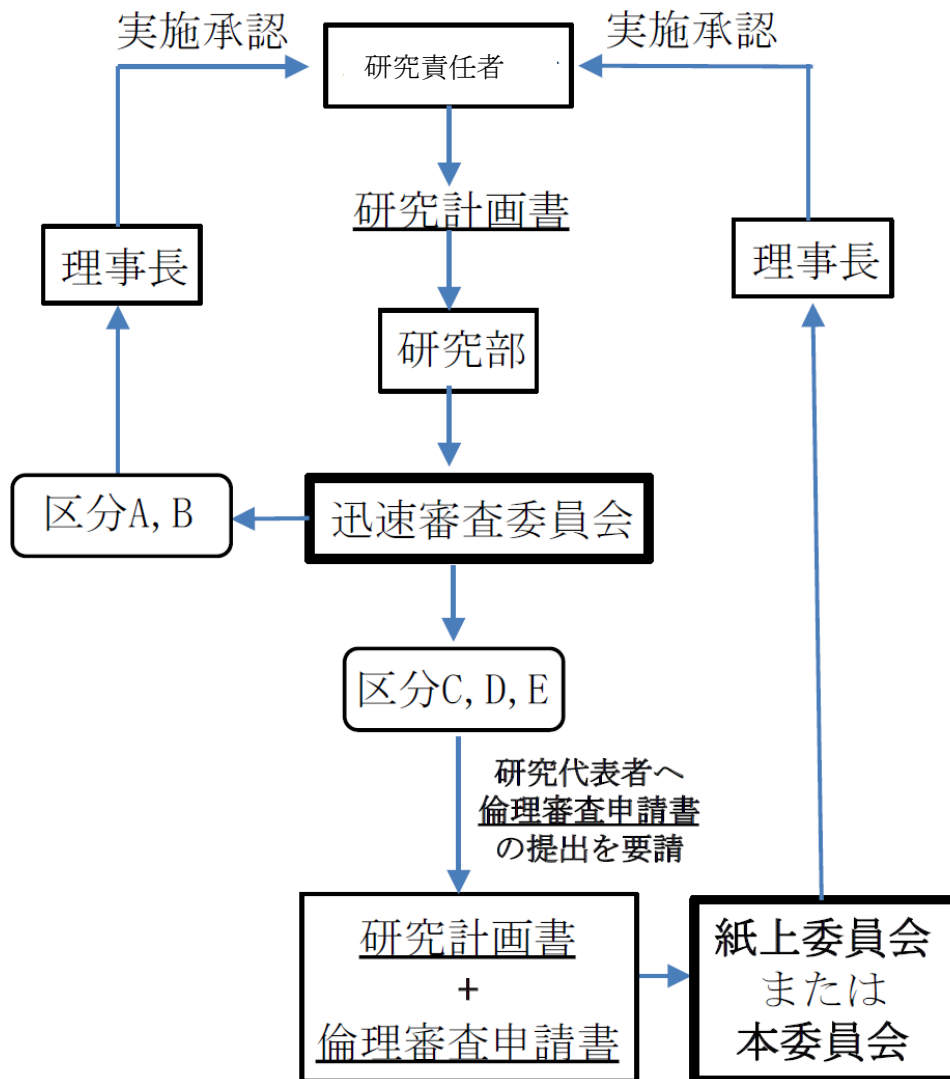 実施承認
実施承認
研究責任者
研究計画書
理事長
理事長
研究部
区分A,B
迅速審査委員会
区分C,D,E
研究代表者へ
倫理審査申請書
の提出を要請
研究計画書
+
倫理審査申請書
紙上委員会
または
本委員会